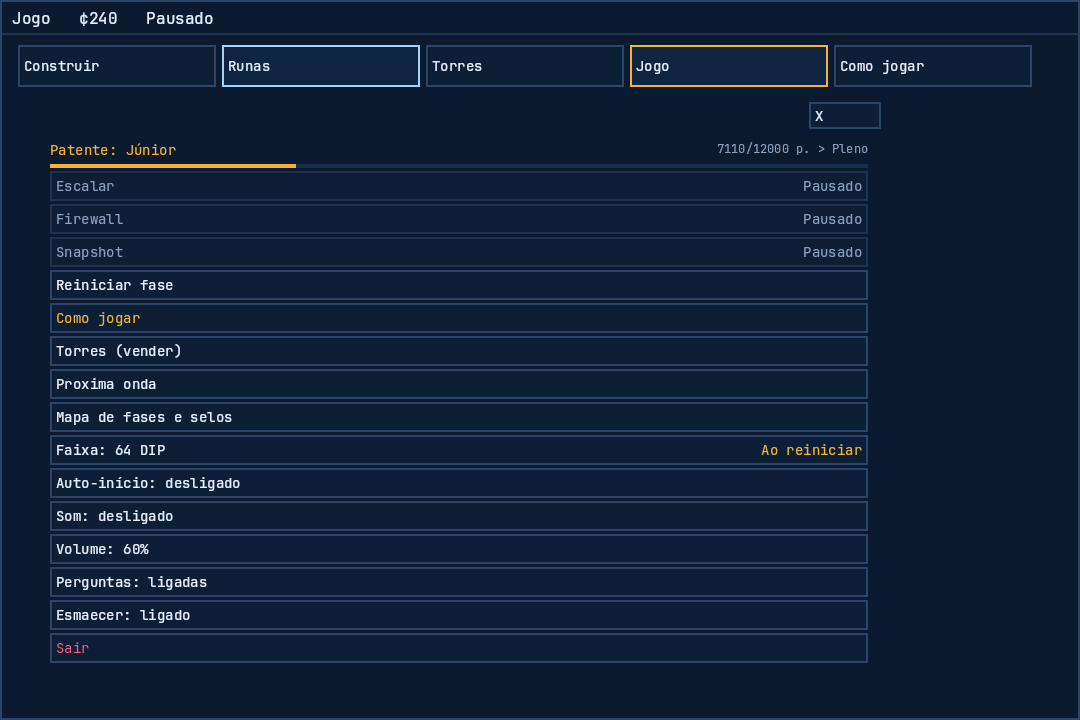 Jogo ₵240 Pausado
Construir Runas Torres Jogo Como jogar
X
Patente: Júnior 7110/12000 p. > Pleno
Escalar Pausado
Firewall Pausado
Snapshot Pausado
Reiniciar fase
Como jogar
Torres (vender)
Proxima onda
Mapa de fases e selos
Faixa: 64 DIP Ao reiniciar
Auto-início: desligado
Som: desligado
Volume: 60%
Perguntas: ligadas
Esmaecer: ligado
Sair